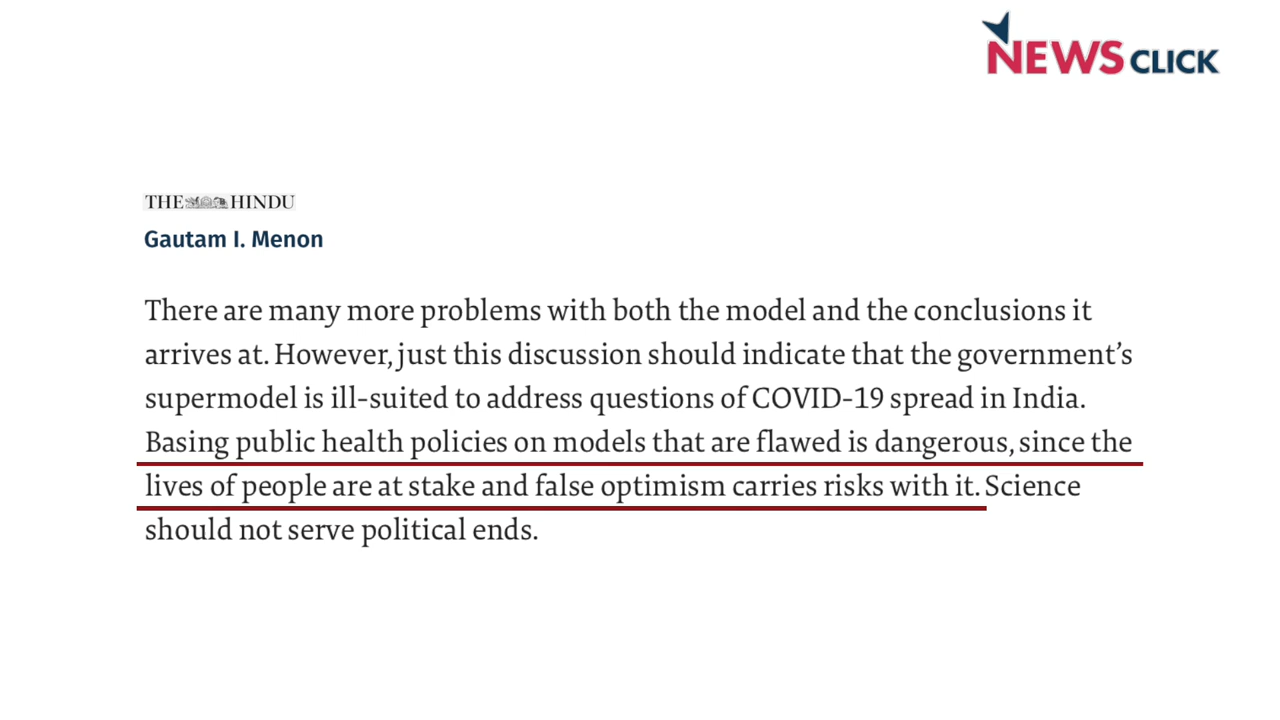 NEWSCLICK
THE HINDU
Gautam I. Menon
There are many more problems with both the model and the conclusions it
arrives at. However, just this discussion should indicate that the government’s
supermodel is ill-suited to address questions of COVID-19 spread in India.
Basing public health policies on models that are flawed is dangerous, since the
lives of people are at stake and false optimism carries risks with it. Science
should not serve political ends.